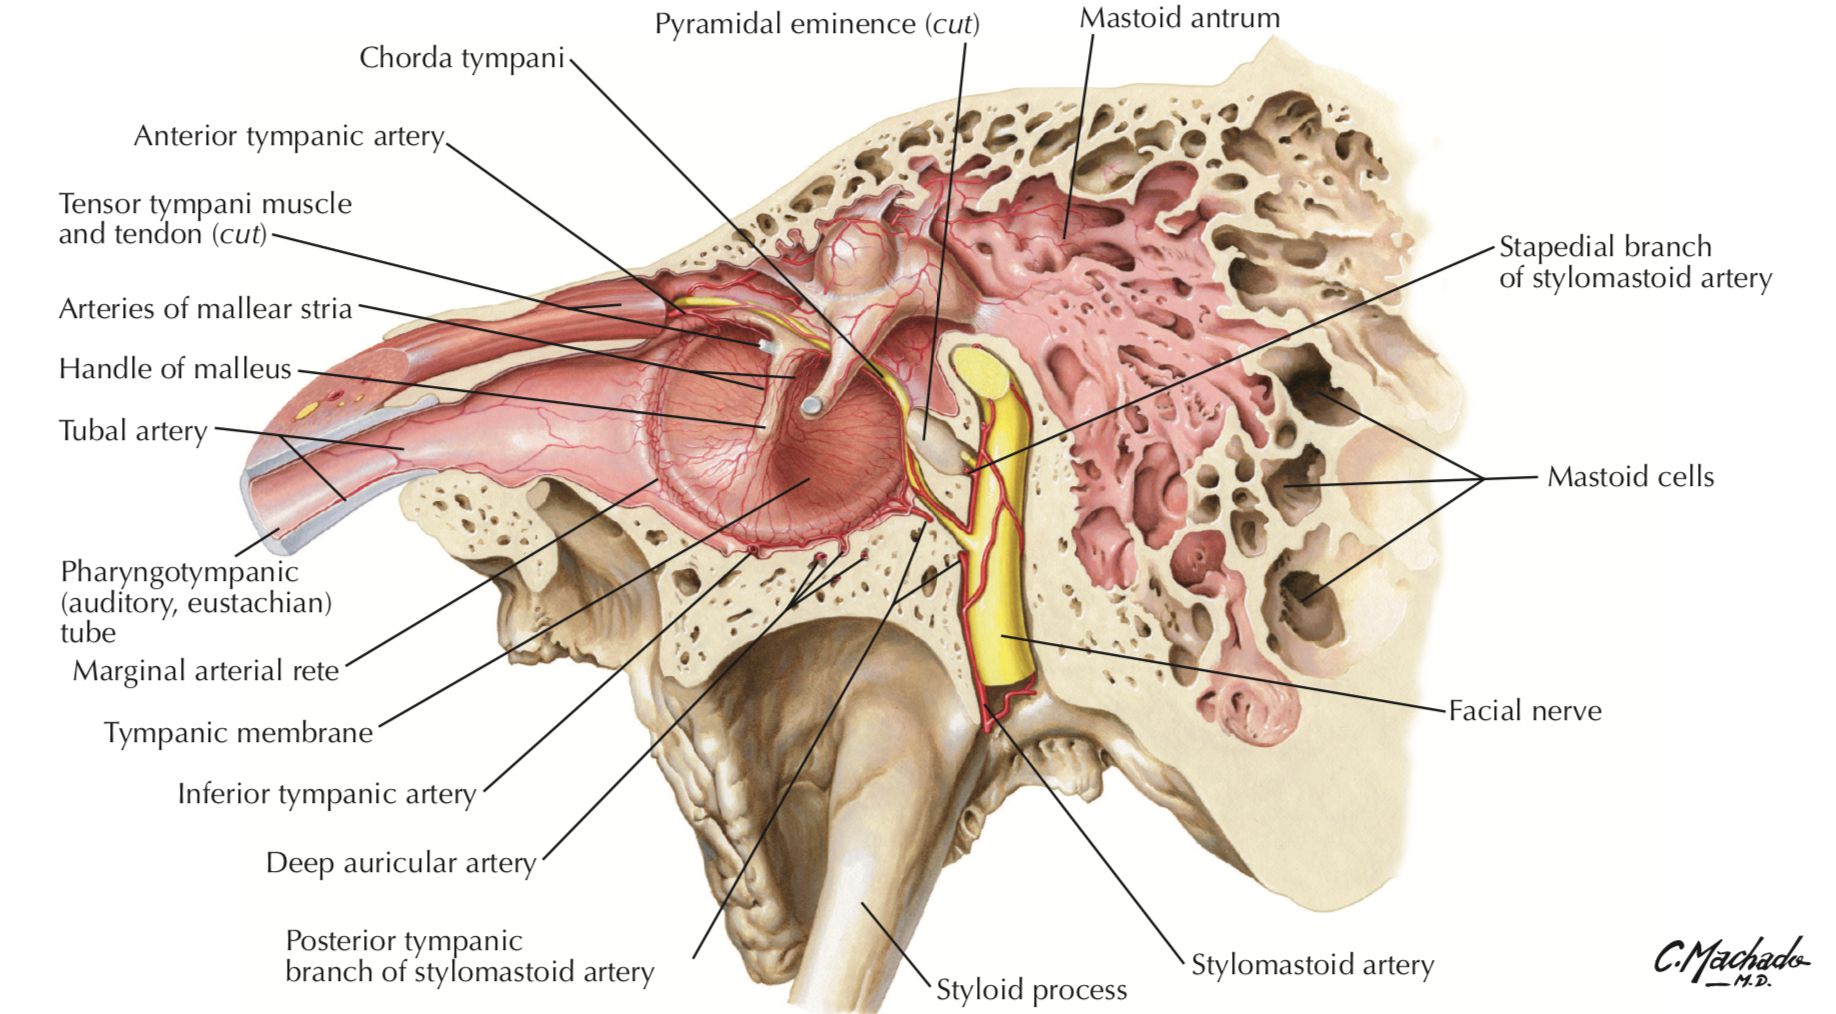 Pyramidal eminence (cut)
Mastoid antrum
Chorda tympani
Anterior tympanic artery
Tensor tympani muscle
and tendon (cut)
Stapedial branch
of stylomastoid artery
Arteries of mallear stria
Handle of malleus
Tubal artery
Mastoid cells
Pharyngotympanic
(auditory, eustachian)
tube
Marginal arterial rete
Facial nerve
Tympanic membrane
Inferior tympanic artery
Deep auricular artery
Posterior tympanic
branch of stylomastoid artery
Stylomastoid artery
Styloid process
C. Machado
M.D.